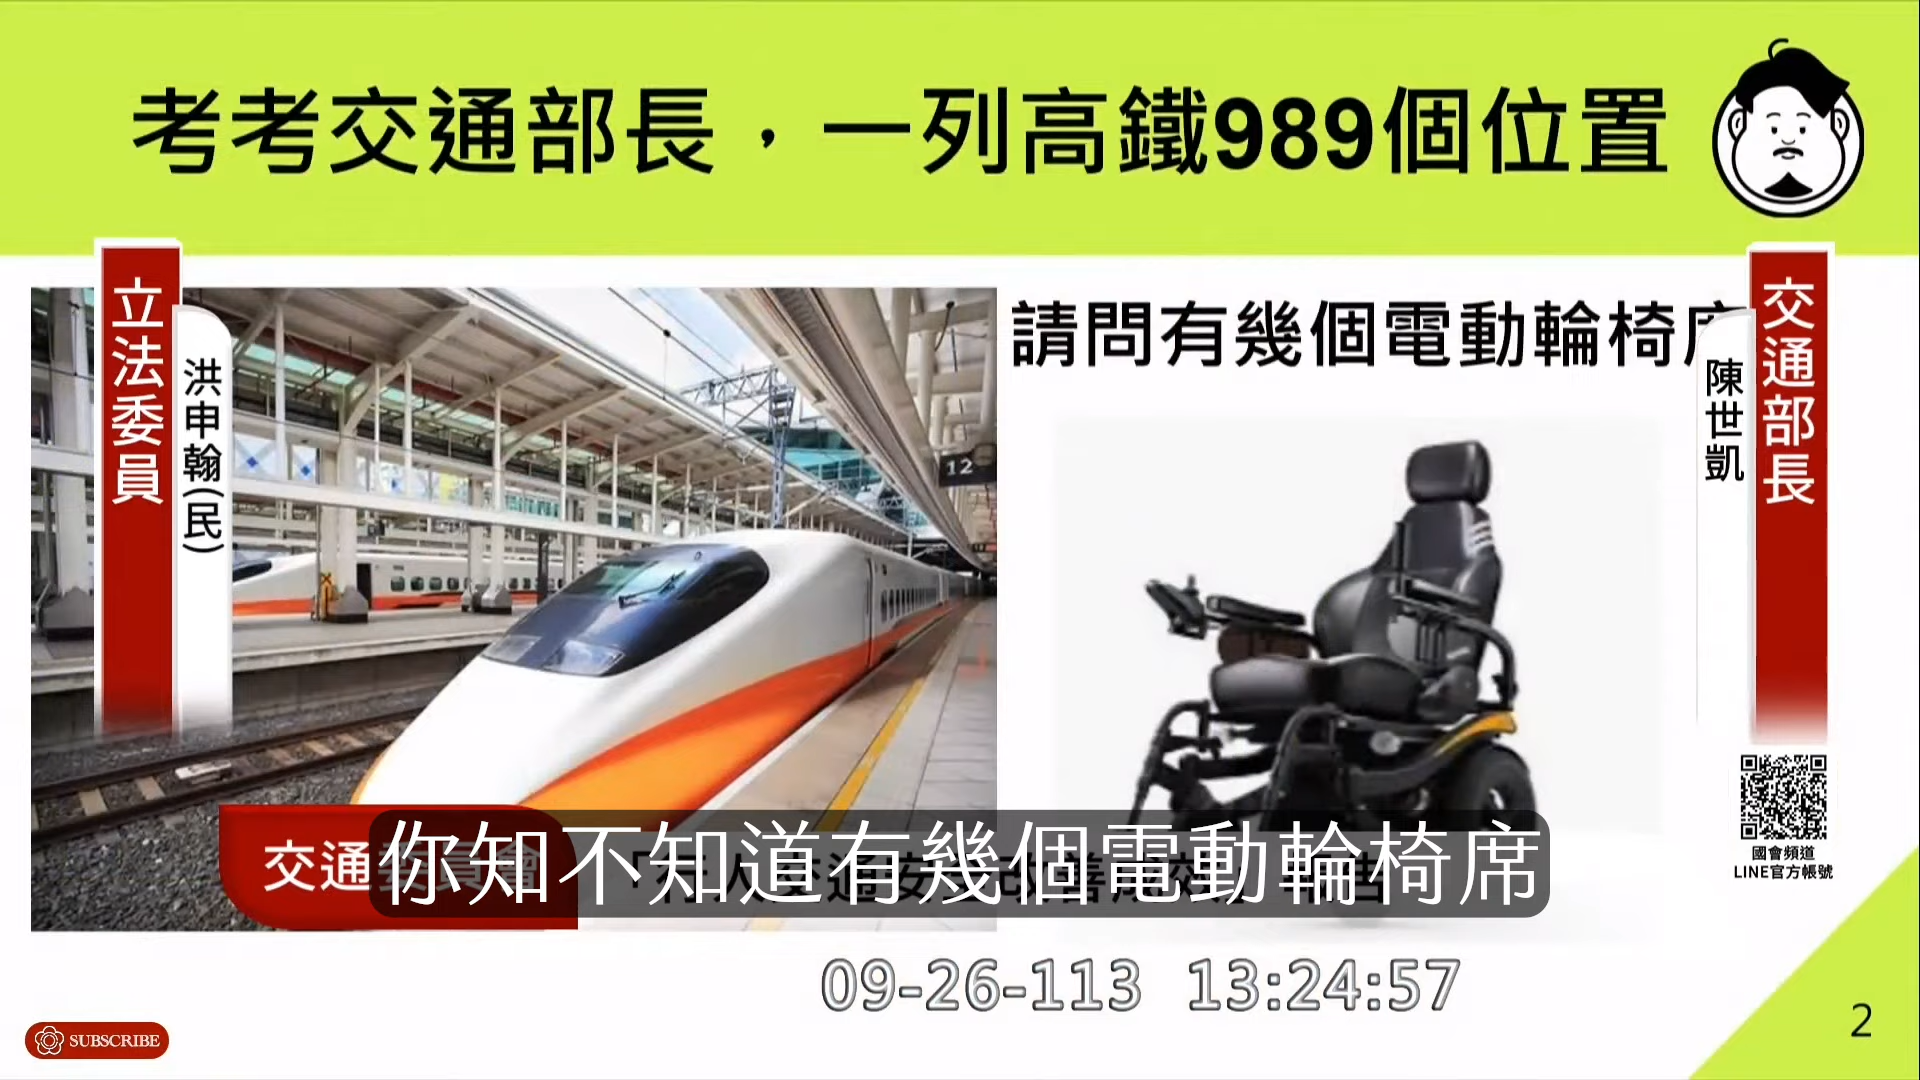 考考交通部長，一列高鐵989個位置
立法委員
洪申翰(民)
請問有幾個電動輪椅席
交通部長
陳世凱
12
國會頻道
LINE官方帳號
交通
你知不知道有幾個電動輪椅席
09-26-113 13:24:57
SUBSCRIBE
2